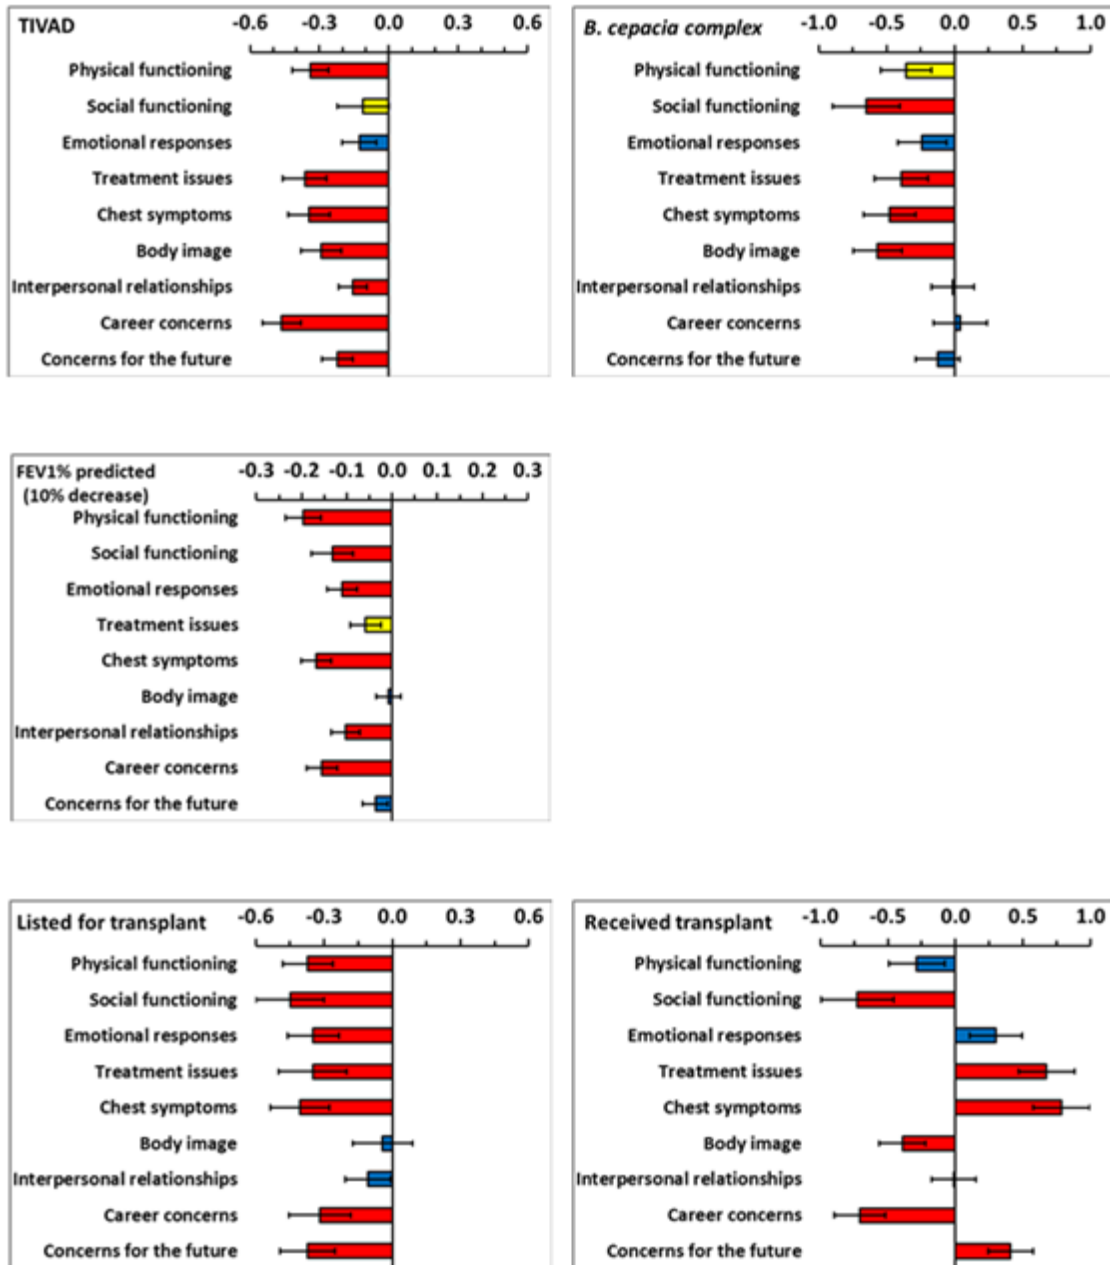 TIVAD
-0.6 -0.3 0.0 0.3 0.6
Physical functioning
Social functioning
Emotional responses
Treatment issues
Chest symptoms
Body image
Interpersonal relationships
Career concerns
Concerns for the future
B. cepacia complex
-1.0 -0.5 0.0 0.5 1.0
Physical functioning
Social functioning
Emotional responses
Treatment issues
Chest symptoms
Body image
Interpersonal relationships
Career concerns
Concerns for the future
FEV1% predicted
(10% decrease)
-0.3 -0.2 -0.1 0.0 0.1 0.2 0.3
Physical functioning
Social functioning
Emotional responses
Treatment issues
Chest symptoms
Body image
Interpersonal relationships
Career concerns
Concerns for the future
Listed for transplant
-0.6 -0.3 0.0 0.3 0.6
Physical functioning
Social functioning
Emotional responses
Treatment issues
Chest symptoms
Body image
Interpersonal relationships
Career concerns
Concerns for the future
Received transplant
-1.0 -0.5 0.0 0.5 1.0
Physical functioning
Social functioning
Emotional responses
Treatment issues
Chest symptoms
Body image
Interpersonal relationships
Career concerns
Concerns for the future